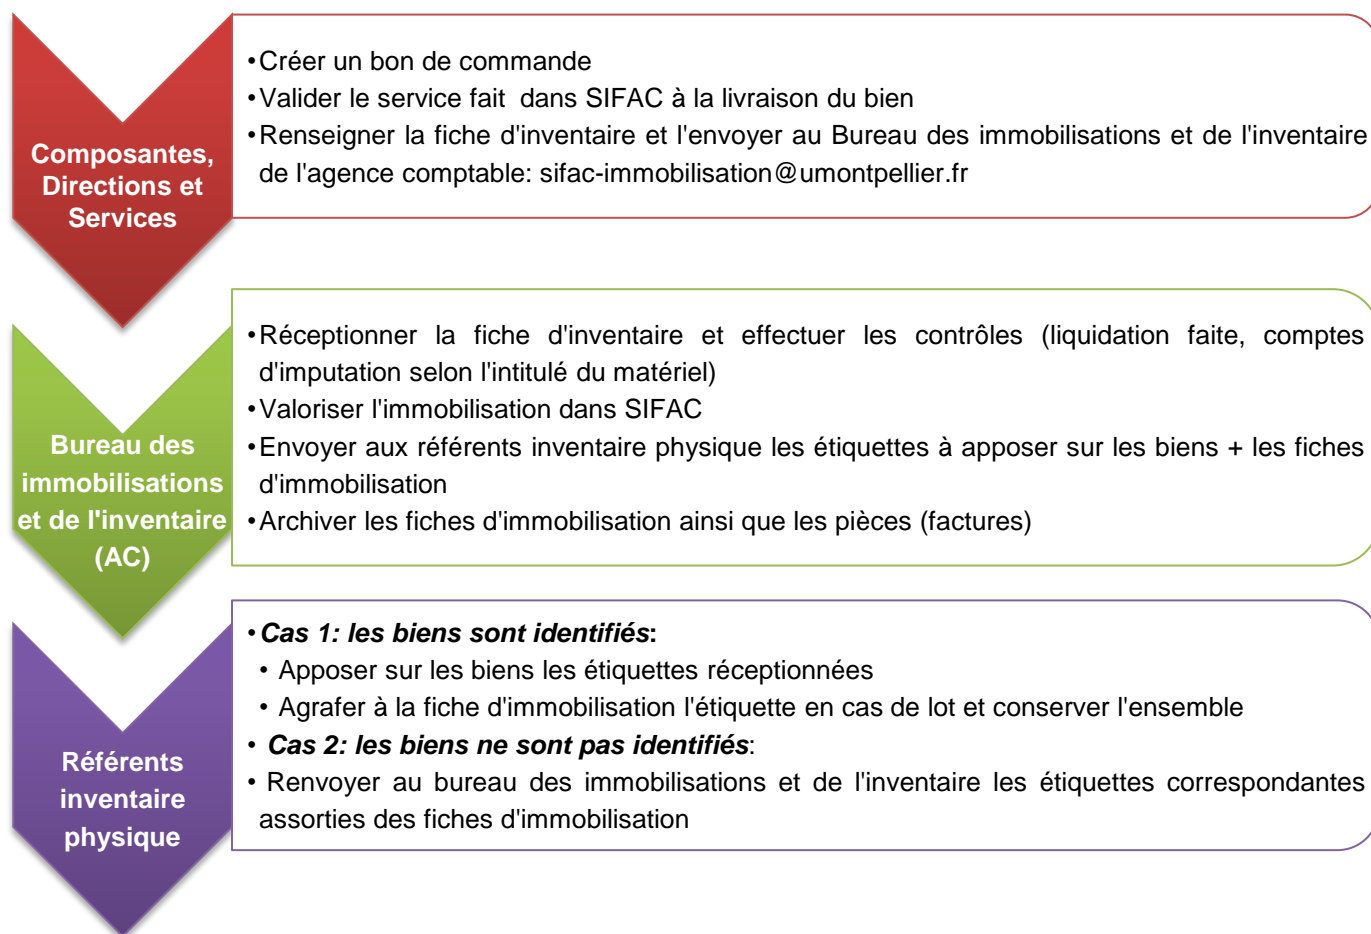 Composantes,
Directions et
Services
•Créer un bon de commande
•Valider le service fait dans SIFAC à la livraison du bien
•Renseigner la fiche d'inventaire et l'envoyer au Bureau des immobilisations et de l'inventaire
de l'agence comptable: sifac-immobilisation@umontpellier.fr
Bureau des
immobilisations
et de l'inventaire
(AC)
•Réceptionner la fiche d'inventaire et effectuer les contrôles (liquidation faite, comptes
d'imputation selon l'intitulé du matériel)
•Valoriser l'immobilisation dans SIFAC
•Envoyer aux référents inventaire physique les étiquettes à apposer sur les biens + les fiches
d'immobilisation
•Archiver les fiches d'immobilisation ainsi que les pièces (factures)
Référents
inventaire
physique
•Cas 1: les biens sont identifiés:
• Apposer sur les biens les étiquettes réceptionnées
• Agrafer à la fiche d'immobilisation l'étiquette en cas de lot et conserver l'ensemble
• Cas 2: les biens ne sont pas identifiés:
• Renvoyer au bureau des immobilisations et de l'inventaire les étiquettes correspondantes
assorties des fiches d'immobilisation